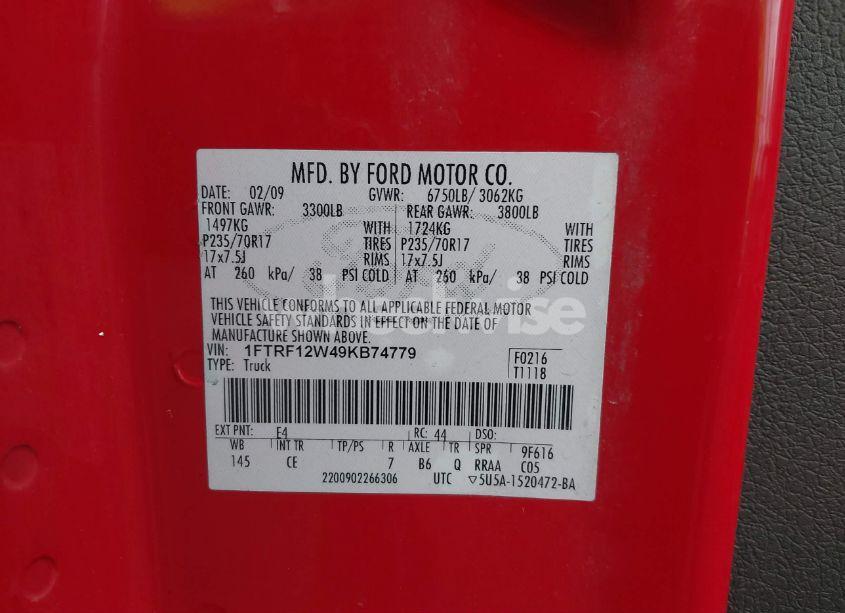 MFD. BY FORD MOTOR CO.
DATE: 02/09 GVWR: 6750LB/ 3062KG
FRONT GAWR: 3300LB REAR GAWR: 3800LB
1497KG WITH 1724KG WITH
P235/70R17 TIRES P235/70R17 TIRES
17x7.5J RIMS 17x7.5J RIMS
AT 260 kPa/ 38 PSI COLD AT 260 kPa/ 38 PSI COLD
THIS VEHICLE CONFORMS TO ALL APPLICABLE FEDERAL MOTOR
VEHICLE SAFETY STANDARDS IN EFFECT ON THE DATE OF
MANUFACTURE SHOWN ABOVE.
VIN: 1FTRF12W49KB74779 F0216
TYPE: Truck T1118
EXT PNT: E4 RC: 44 DSO:
WB INT TR TP/PS R AXLE TR SPR 9F616
145 CE 7 B6 Q RRAA C05
2200902266306 UTC ▽5U5A-1520472-BA